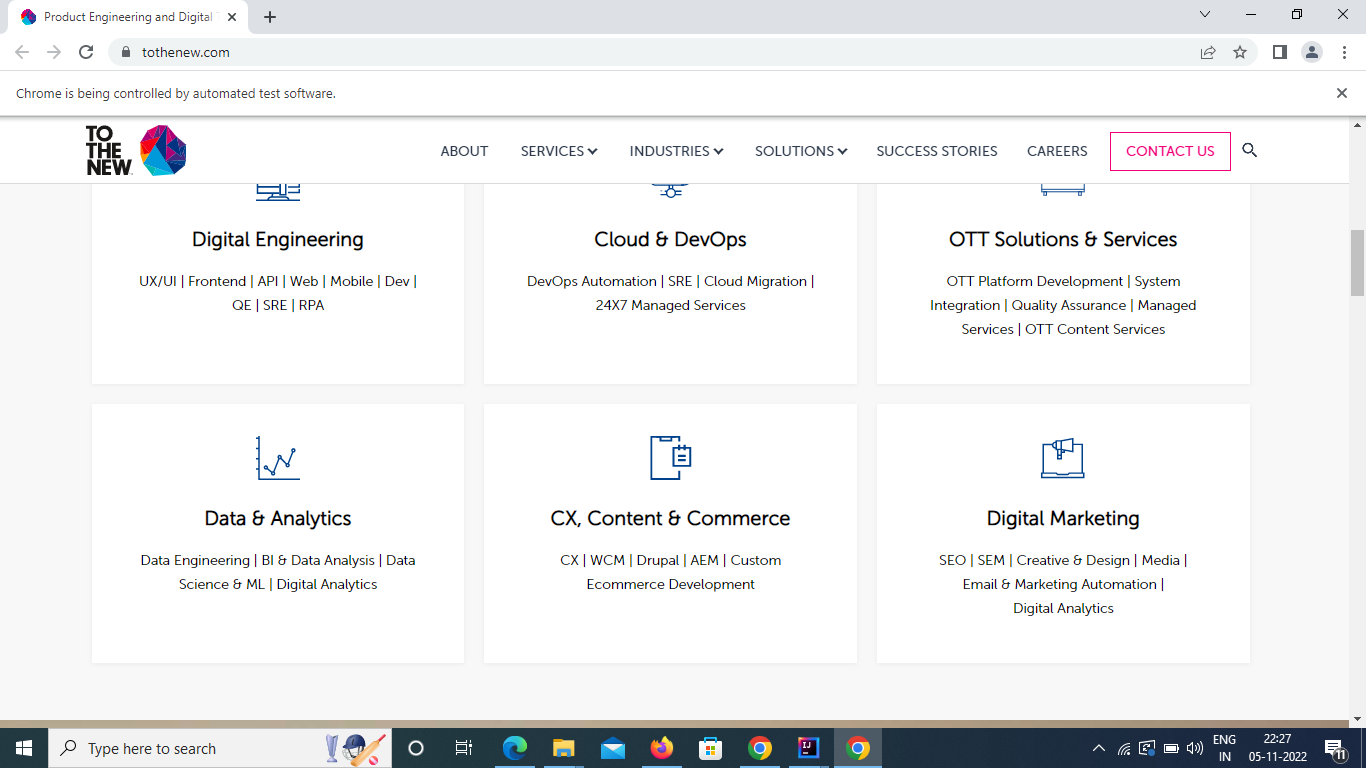 Product Engineering and Digital
tothenew.com
Chrome is being controlled by automated test software.
TO
THE
NEW
ABOUT SERVICES INDUSTRIES SOLUTIONS SUCCESS STORIES CAREERS CONTACT US
Digital Engineering
UX/UI | Frontend | API | Web | Mobile | Dev |
QE | SRE | RPA
Cloud & DevOps
DevOps Automation | SRE | Cloud Migration |
24X7 Managed Services
OTT Solutions & Services
OTT Platform Development | System
Integration | Quality Assurance | Managed
Services | OTT Content Services
Data & Analytics
Data Engineering | BI & Data Analysis | Data
Science & ML | Digital Analytics
CX, Content & Commerce
CX | WCM | Drupal | AEM | Custom
Ecommerce Development
Digital Marketing
SEO | SEM | Creative & Design | Media |
Email & Marketing Automation |
Digital Analytics
Type here to search
IJ
ENG
IN
22:27
05-11-2022
11